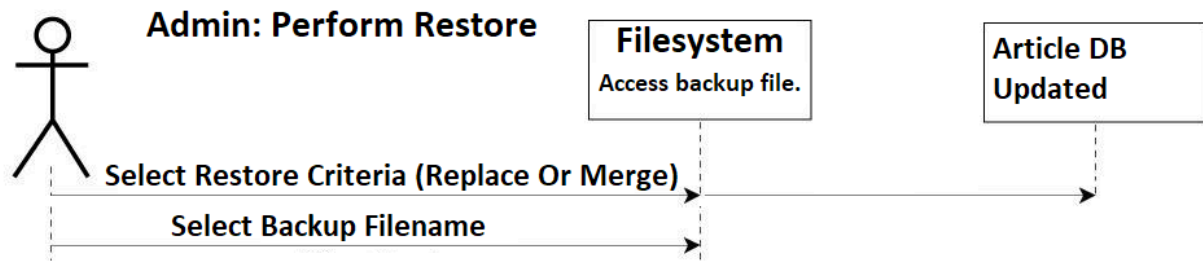 Admin: Perform Restore
Filesystem
Access backup file.
Article DB
Updated
Select Restore Criteria (Replace Or Merge)
Select Backup Filename